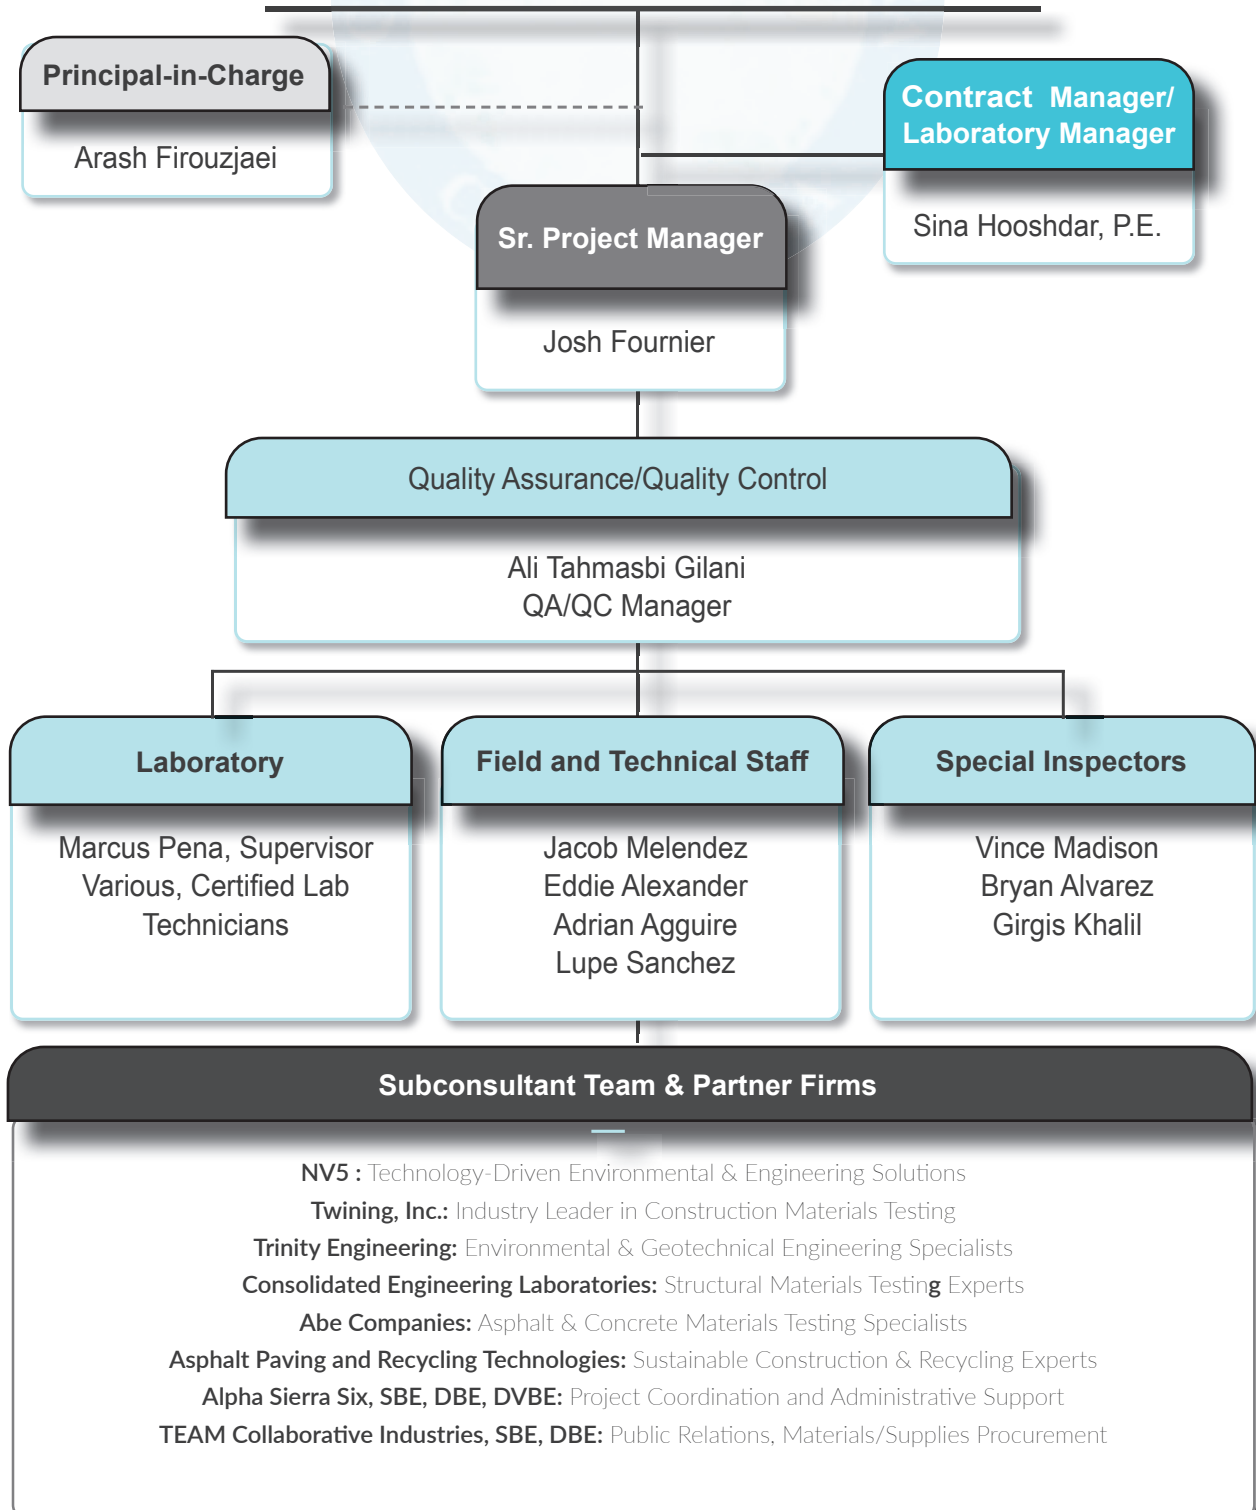 Principal-in-Charge
Arash Firouzjaei
Contract Manager/
Laboratory Manager
Sina Hooshdar, P.E.
Sr. Project Manager
Josh Fournier
Quality Assurance/Quality Control
Ali Tahmasbi Gilani
QA/QC Manager
Laboratory
Marcus Pena, Supervisor
Various, Certified Lab
Technicians
Field and Technical Staff
Jacob Melendez
Eddie Alexander
Adrian Agguire
Lupe Sanchez
Special Inspectors
Vince Madison
Bryan Alvarez
Girgis Khalil
Subconsultant Team & Partner Firms
NV5 : Technology-Driven Environmental & Engineering Solutions
Twining, Inc.: Industry Leader in Construction Materials Testing
Trinity Engineering: Environmental & Geotechnical Engineering Specialists
Consolidated Engineering Laboratories: Structural Materials Testing Experts
Abe Companies: Asphalt & Concrete Materials Testing Specialists
Asphalt Paving and Recycling Technologies: Sustainable Construction & Recycling Experts
Alpha Sierra Six, SBE, DBE, DVBE: Project Coordination and Administrative Support
TEAM Collaborative Industries, SBE, DBE: Public Relations, Materials/Supplies Procurement